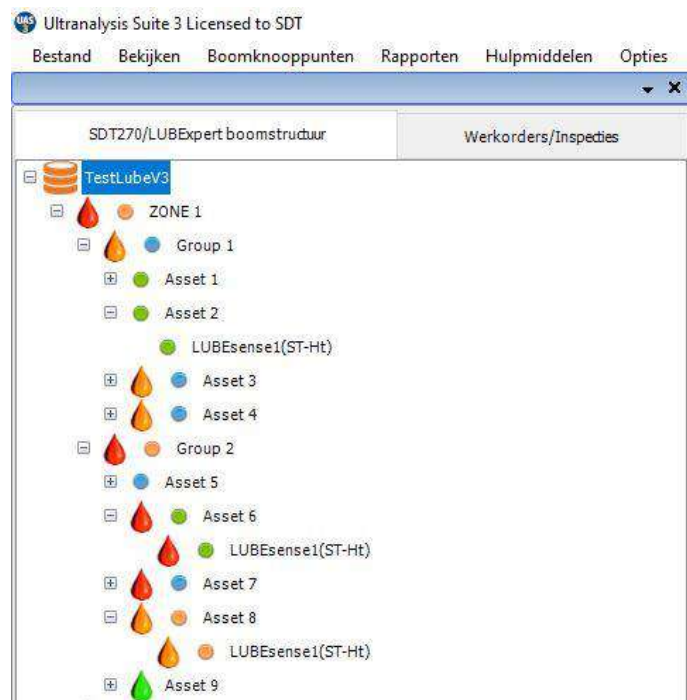 UAS 3 Ultranalysis Suite 3 Licensed to SDT
Bestand Bekijken Boomknooppunten Rapporten Hulpmiddelen Opties
SDT270/LUBExpert boomstructuur Werkorders/Inspecties
TestLubeV3
ZONE 1
Group 1
Asset 1
Asset 2
LUBEsense1(ST-Ht)
Asset 3
Asset 4
Group 2
Asset 5
Asset 6
LUBEsense1(ST-Ht)
Asset 7
Asset 8
LUBEsense1(ST-Ht)
Asset 9